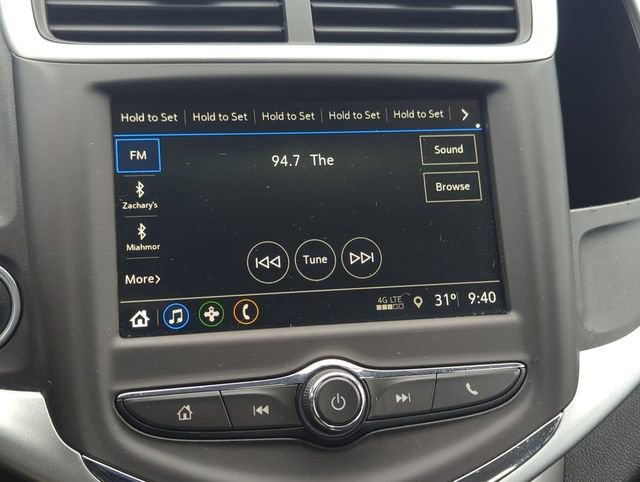 Hold to Set Hold to Set Hold to Set Hold to Set Hold to Set
FM
94.7 The
Sound
Browse
Zachary's
Miahmor
Tune
More
4G LTE
31° 9:40